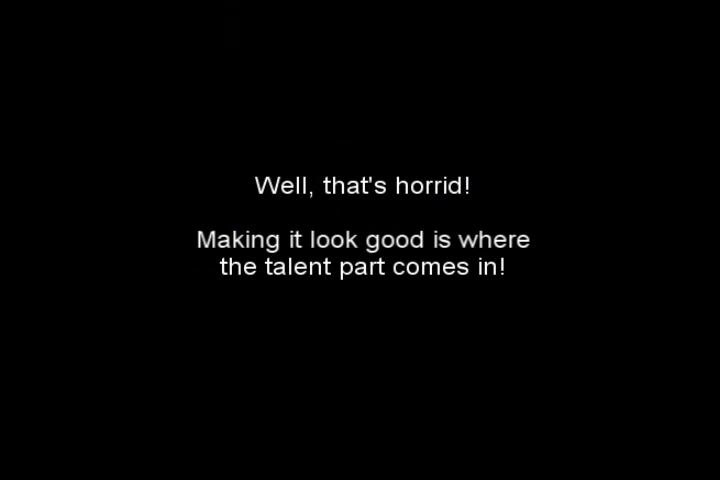 Well, that's horrid!
Making it look good is where
the talent part comes in!